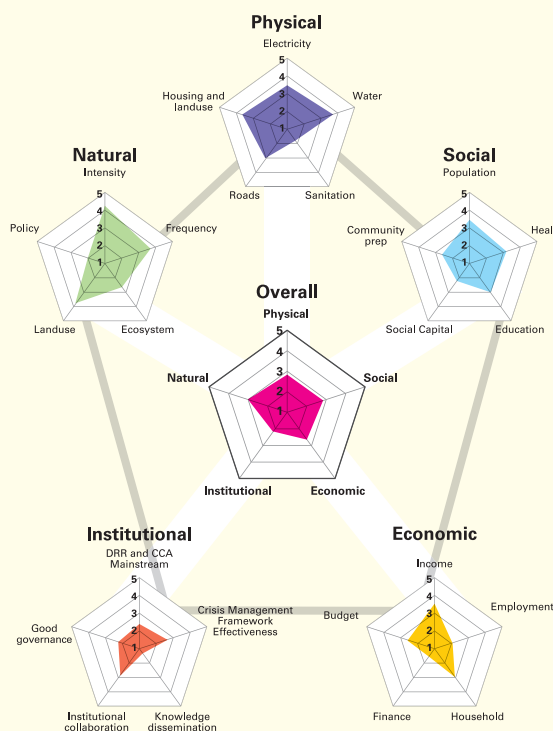 Physical
Electricity
5
4
3
2
1
Housing and
landuse
Water
Roads
Sanitation
Natural
Intensity
5
4
3
2
1
Policy
Frequency
Landuse
Ecosystem
Social
Population
5
4
3
2
1
Community
prep
Heal
Social Capital
Education
Overall
Physical
5
4
3
2
1
Natural
Social
Institutional
Economic
Institutional
DRR and CCA
Mainstream
5
4
3
2
1
Good
governance
Crisis Management
Framework
Effectiveness
Institutional
collaboration
Knowledge
dissemination
Economic
Income
5
4
3
2
1
Budget
Employment
Finance
Household